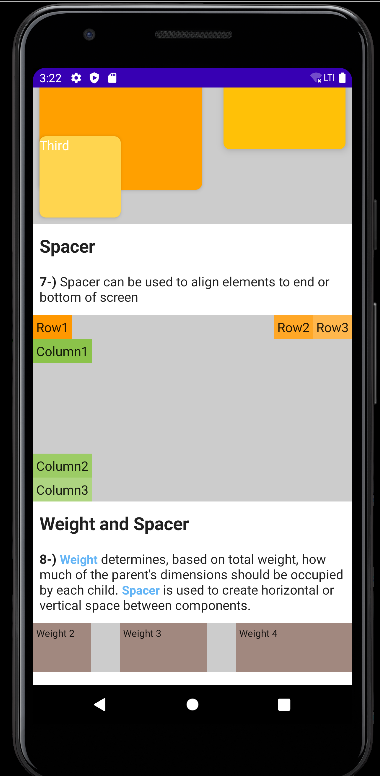 3:22 LTE
Third
Spacer
7-) Spacer can be used to align elements to end or
bottom of screen
Row1 Row2 Row3
Column1
Column2
Column3
Weight and Spacer
8-) Weight determines, based on total weight, how
much of the parent's dimensions should be occupied
by each child. Spacer is used to create horizontal or
vertical space between components.
Weight 2 Weight 3 Weight 4